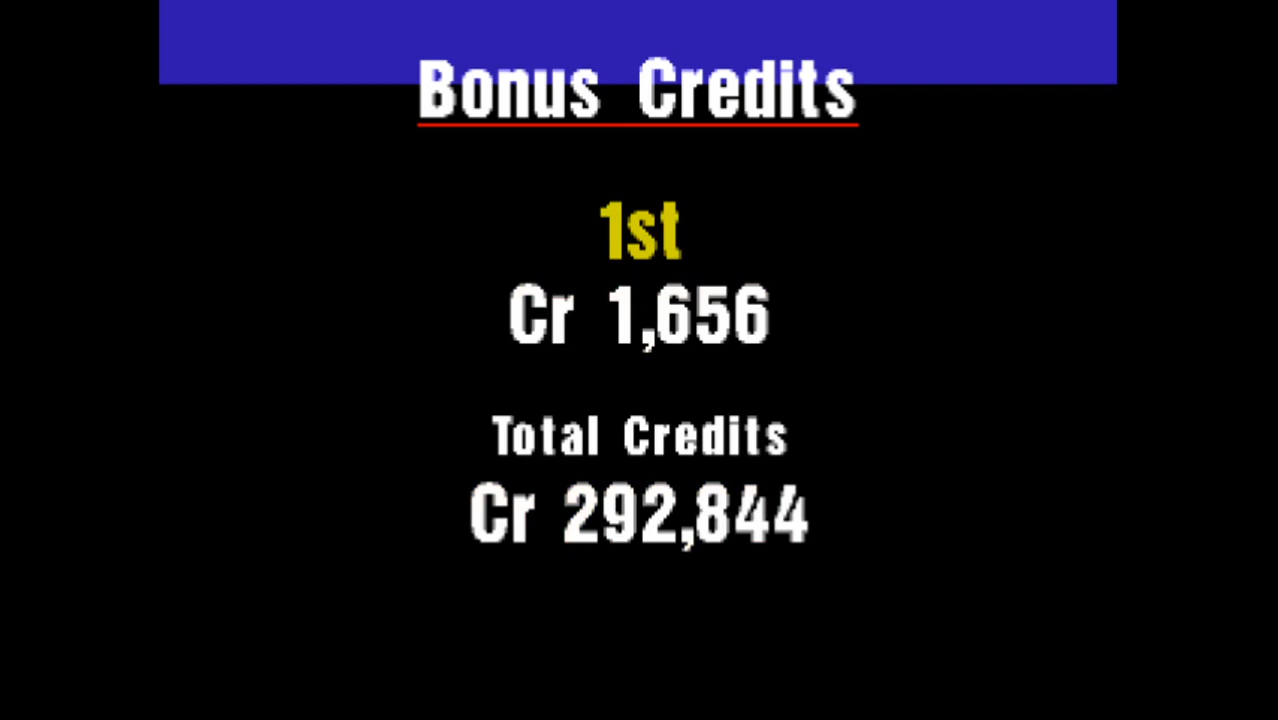 Bonus Credits
1st
Cr 1,656
Total Credits
Cr 292,844